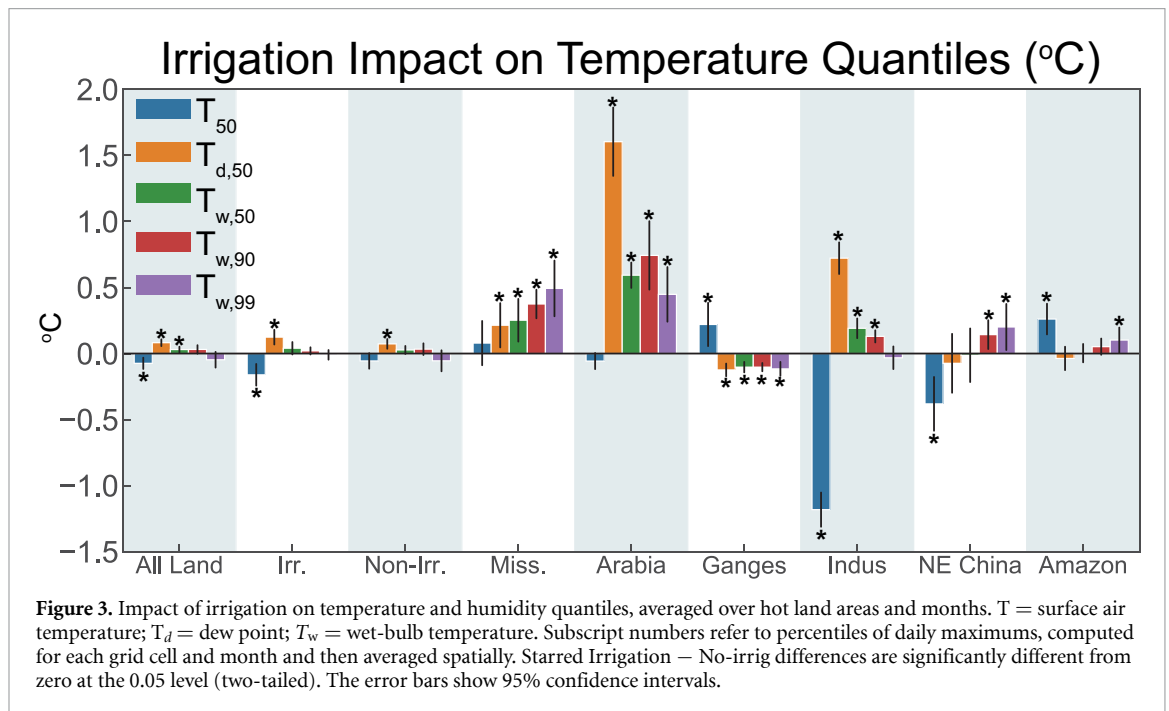 Irrigation Impact on Temperature Quantiles (°C)
2.0
1.5
1.0
0.5
0.0
−0.5
−1.0
−1.5
°C
T50
Td,50
Tw,50
Tw,90
Tw,99
* * * * * * * * * * * * * * * * * * * * * * * * * * * * *
All Land Irr. Non-Irr. Miss. Arabia Ganges Indus NE China Amazon
Figure 3. Impact of irrigation on temperature and humidity quantiles, averaged over hot land areas and months. T = surface air
temperature; Td = dew point; Tw = wet-bulb temperature. Subscript numbers refer to percentiles of daily maximums, computed
for each grid cell and month and then averaged spatially. Starred Irrigation − No-irrig differences are significantly different from
zero at the 0.05 level (two-tailed). The error bars show 95% confidence intervals.